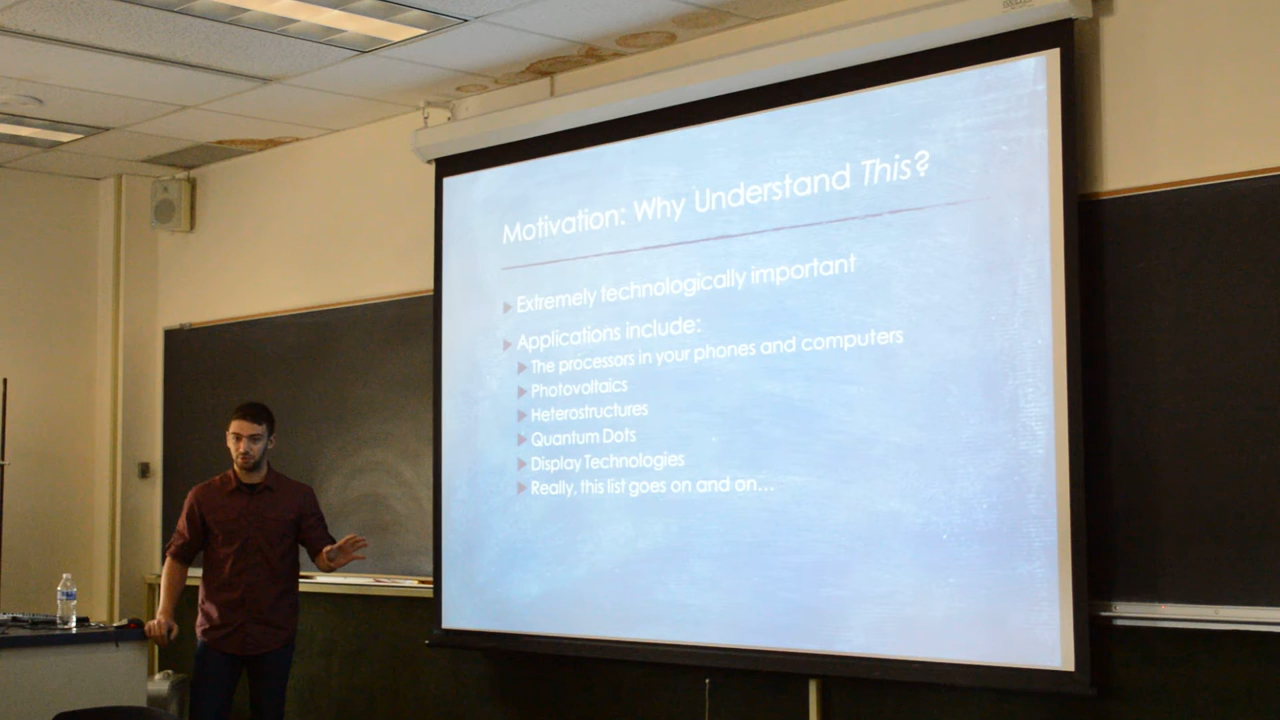 Motivation: Why Understand This?
Extremely technologically important
Applications include:
The processors in your phones and computers
Photovoltaics
Heterostructures
Quantum Dots
Display Technologies
Really, this list goes on and on...